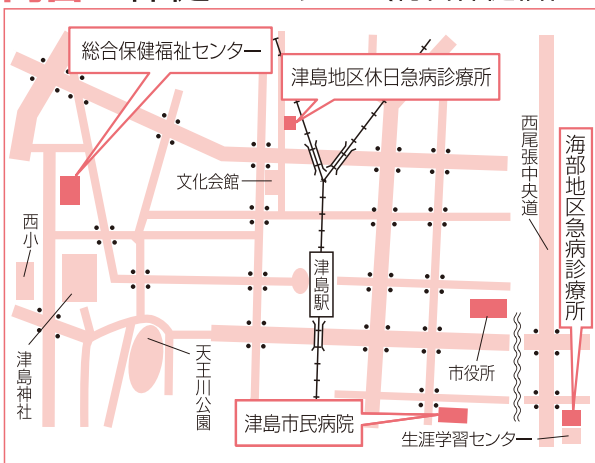 総合保健福祉センター
津島地区休日急病診療所
西尾張中央道
海部地区急病診療所
文化会館
西小
津島駅
市役所
津島神社
天王川公園
津島市民病院
生涯学習センター